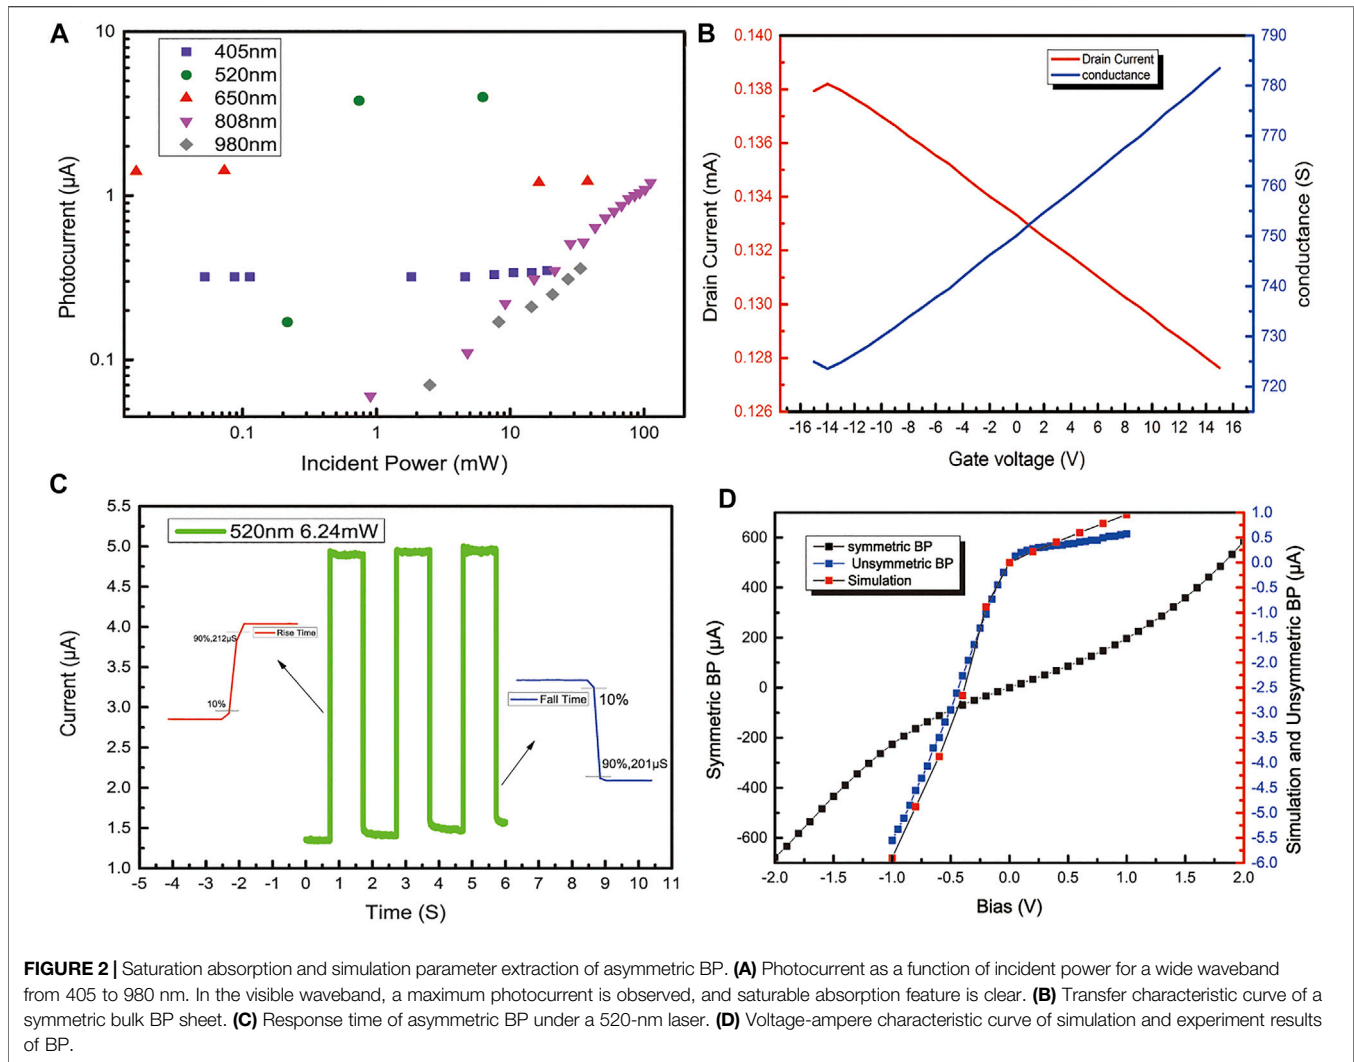 A
10
1
0.1
Photocurrent (µA)
405nm
520nm
650nm
808nm
980nm
0.1 1 10 100
Incident Power (mW)
B
0.140
0.138
0.136
0.134
0.132
0.130
0.128
0.126
Drain Current (mA)
Drain Current
conductance
790
780
770
760
750
740
730
720
conductance (S)
-16 -14 -12 -10 -8 -6 -4 -2 0 2 4 6 8 10 12 14 16
Gate voltage (V)
C
5.5
5.0
4.5
4.0
3.5
3.0
2.5
2.0
1.5
1.0
Current (µA)
520nm 6.24mW
90%,212µS
Rise Time
10%
Fall Time
10%
90%,201µS
-5 -4 -3 -2 -1 0 1 2 3 4 5 6 7 8 9 10 11
Time (S)
D
600
400
200
0
-200
-400
-600
Symmetric BP (µA)
symmetric BP
Unsymmetric BP
Simulation
1.0
0.5
0.0
-0.5
-1.0
-1.5
-2.0
-2.5
-3.0
-3.5
-4.0
-4.5
-5.0
-5.5
-6.0
Simulation and Unsymmetric BP (µA)
-2.0 -1.5 -1.0 -0.5 0.0 0.5 1.0 1.5 2.0
Bias (V)
FIGURE 2 | Saturation absorption and simulation parameter extraction of asymmetric BP. (A) Photocurrent as a function of incident power for a wide waveband
from 405 to 980 nm. In the visible waveband, a maximum photocurrent is observed, and saturable absorption feature is clear. (B) Transfer characteristic curve of a
symmetric bulk BP sheet. (C) Response time of asymmetric BP under a 520-nm laser. (D) Voltage-ampere characteristic curve of simulation and experiment results
of BP.